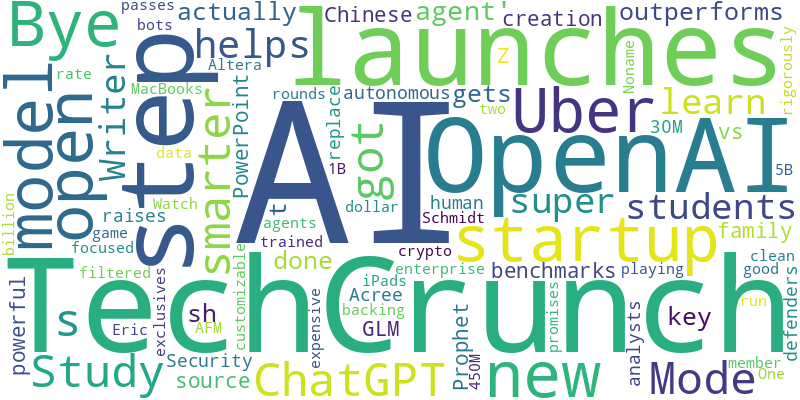 passes
bots
Bye
actually
Chinese
agent'
creation
outperforms
helps
Altera
launches
Z
Noname
rigorously
model
open
Writer
step
MacBooks
rate
smarter
PowerPoint
rounds
replace
autonomous
gets
two
Uber
30M
learn
vs
AI
OpenAI
1B
5B
data
Watch
got
dollar
human
Schmidt
super
students
billion
raises
game
focused
t
agents
trained
done
crypto
startup
family
filtered
customizable
enterprise
benchmarks
playing
clean
good
TechCrunch
powerful
s
Eric
exclusives
sh
AFM
expensive
iPads
backing
Acree
GLM
Prophet
450M
promises
analysts
key
run
defenders
Study
Security
source
ChatGPT
new
Mode
member
One